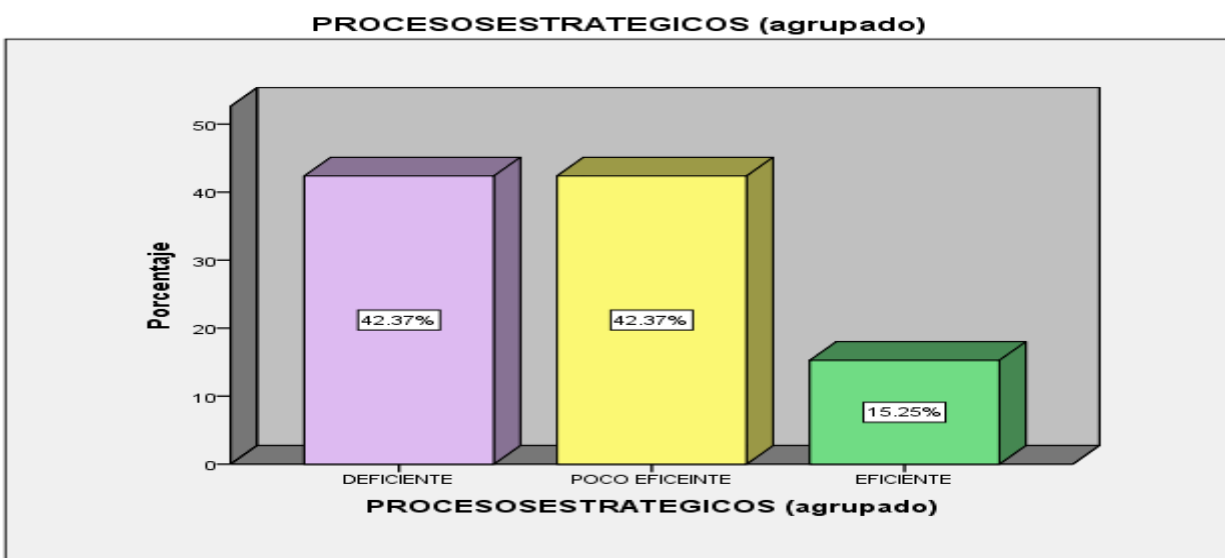 PROCESOSESTRATEGICOS (agrupado)
50
40
30
20
10
0
Porcentaje
42.37%
42.37%
15.25%
DEFICIENTE
POCO EFICEINTE
EFICIENTE
PROCESOSESTRATEGICOS (agrupado)